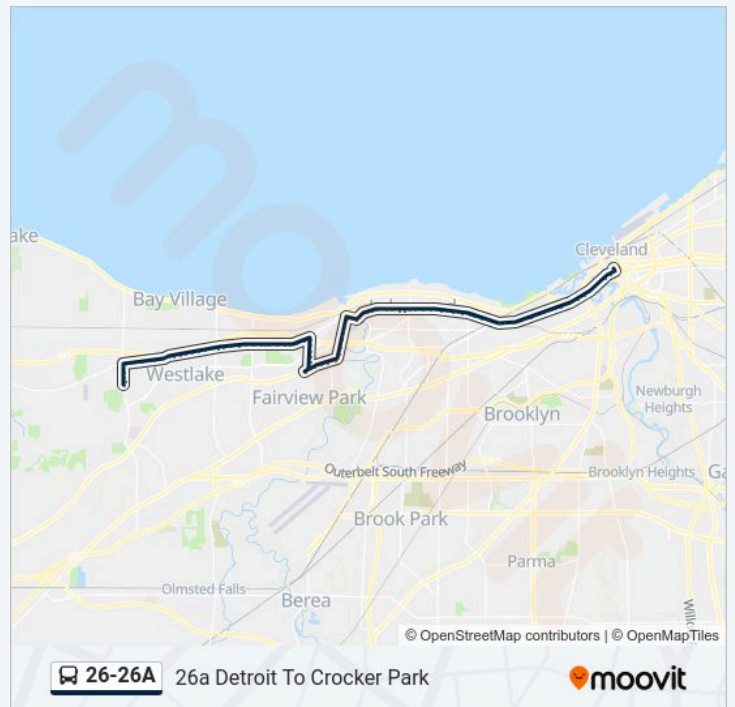 Cleveland
ake
Bay Village
Westlake
Fairview Park
Newburgh
Heights
Brooklyn
Outerbelt South Freeway
Brooklyn Heights
Ga
Brook Park
Parma
Olmsted Falls
Berea
Willo
© OpenStreetMap contributors | © OpenMapTiles
26-26A
26a Detroit To Crocker Park
moovit